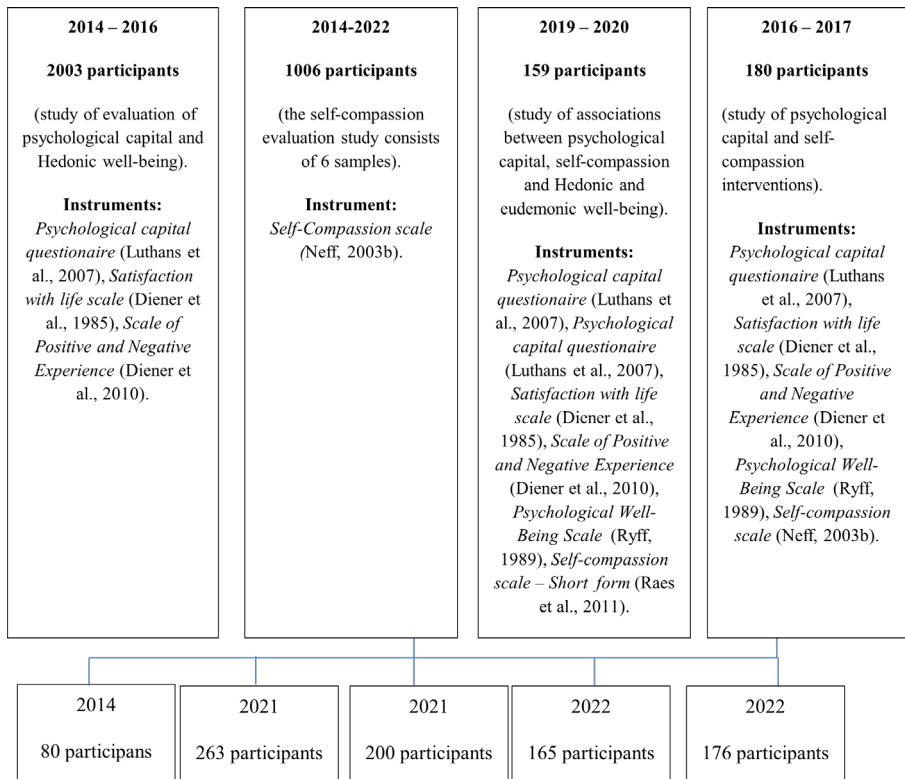 2014 – 2016
2003 participants
(study of evaluation of
psychological capital and
Hedonic well-being).
Instruments:
Psychological capital
questionaire (Luthans et
al., 2007), Satisfaction
with life scale (Diener et
al., 1985), Scale of
Positive and Negative
Experience (Diener et
al., 2010).
2014-2022
1006 participants
(the self-compassion
evaluation study consists
of 6 samples).
Instrument:
Self-Compassion scale
(Neff, 2003b).
2019 – 2020
159 participants
(study of associations
between psychological
capital, self-compassion
and Hedonic and
eudemonic well-being).
Instruments:
Psychological capital
questionaire (Luthans et
al., 2007), Psychological
capital questionaire
(Luthans et al., 2007),
Satisfaction with life
scale (Diener et al.,
1985), Scale of Positive
and Negative Experience
(Diener et al., 2010),
Psychological Well-
Being Scale (Ryff,
1989), Self-compassion
scale – Short form (Raes
et al., 2011).
2016 – 2017
180 participants
(study of psychological
capital and self-
compassion
interventions).
Instruments:
Psychological capital
questionaire (Luthans
et al., 2007),
Satisfaction with life
scale (Diener et al.,
1985), Scale of Positive
and Negative
Experience (Diener et
al., 2010),
Psychological Well-
Being Scale (Ryff,
1989), Self-compassion
scale (Neff, 2003b).
2014
80 participans
2021
263 participants
2021
200 participants
2022
165 participants
2022
176 participants